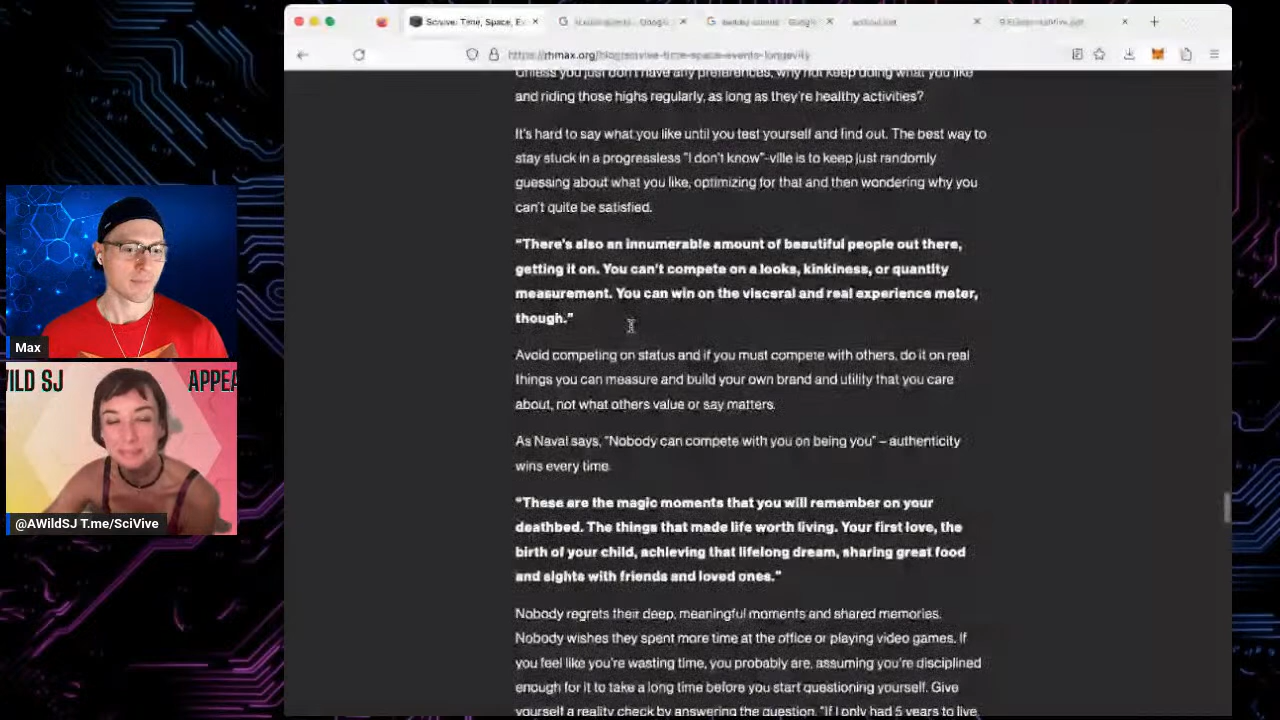 Scivive: Time, Space, Ev
https://rhmax.org/blog/scivive-time-space-events-longevity
Unless you just don't have any preferences, why not keep doing what you like
and riding those highs regularly, as long as they're healthy activities?
It's hard to say what you like until you test yourself and find out. The best way to
stay stuck in a progressless "I don't know"-ville is to keep just randomly
guessing about what you like, optimizing for that and then wondering why you
can't quite be satisfied.
"There's also an innumerable amount of beautiful people out there,
getting it on. You can't compete on a looks, kinkiness, or quantity
measurement. You can win on the visceral and real experience meter,
though."
Avoid competing on status and if you must compete with others, do it on real
things you can measure and build your own brand and utility that you care
about, not what others value or say matters.
As Naval says, "Nobody can compete with you on being you" – authenticity
wins every time.
"These are the magic moments that you will remember on your
deathbed. The things that made life worth living. Your first love, the
birth of your child, achieving that lifelong dream, sharing great food
and sights with friends and loved ones."
Nobody regrets their deep, meaningful moments and shared memories.
Nobody wishes they spent more time at the office or playing video games. If
you feel like you're wasting time, you probably are, assuming you're disciplined
enough for it to take a long time before you start questioning yourself. Give
yourself a reality check by answering the question, "If I only had 5 years to live
Max
WILD SJ
APPEA
@AWildSJ T.me/SciVive